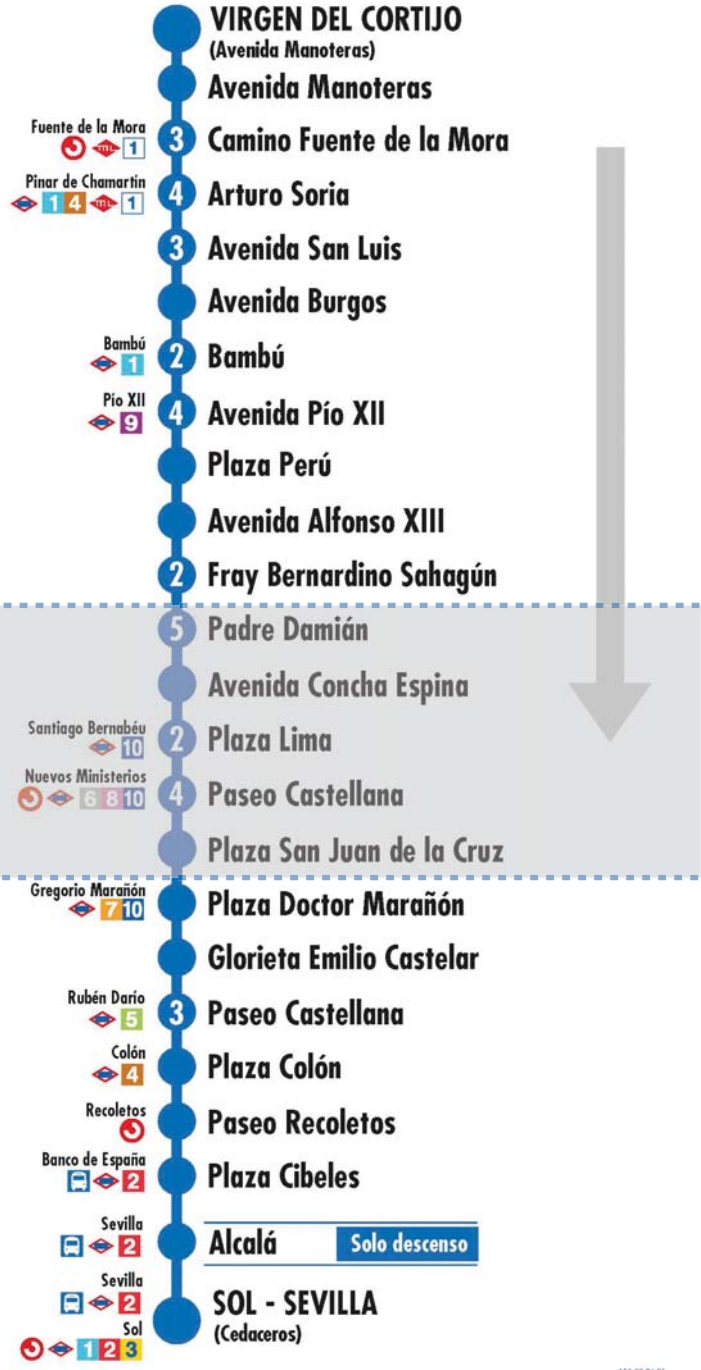 VIRGEN DEL CORTIJO
(Avenida Manoteras)
Avenida Manoteras
Fuente de la Mora
mL 1
3 Camino Fuente de la Mora
Pinar de Chamartín
1 4 mL 1
4 Arturo Soria
3 Avenida San Luis
Avenida Burgos
Bambú
1
2 Bambú
Pío XII
9
4 Avenida Pío XII
Plaza Perú
Avenida Alfonso XIII
2 Fray Bernardino Sahagún
5 Padre Damián
Avenida Concha Espina
Santiago Bernabéu
10
2 Plaza Lima
Nuevos Ministerios
6 8 10
4 Paseo Castellana
Plaza San Juan de la Cruz
Gregorio Marañón
7 10
Plaza Doctor Marañón
Glorieta Emilio Castelar
Rubén Darío
5
3 Paseo Castellana
Colón
4
Plaza Colón
Recoletos
Paseo Recoletos
Banco de España
2
Plaza Cibeles
Sevilla
2
Alcalá Solo descenso
Sevilla
2
SOL - SEVILLA
(Cedaceros)
Sol
1 2 3